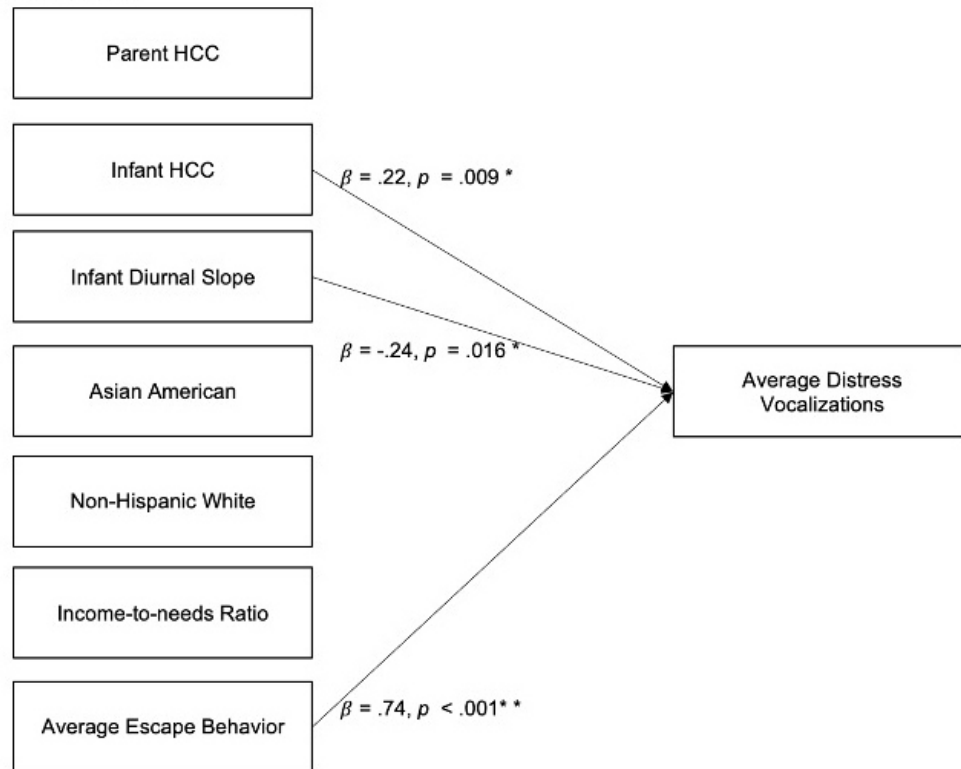 Parent HCC
Infant HCC
β = .22, p = .009 *
Infant Diurnal Slope
β = -.24, p = .016 *
Asian American
Average Distress
Vocalizations
Non-Hispanic White
Income-to-needs Ratio
Average Escape Behavior
β = .74, p < .001* *